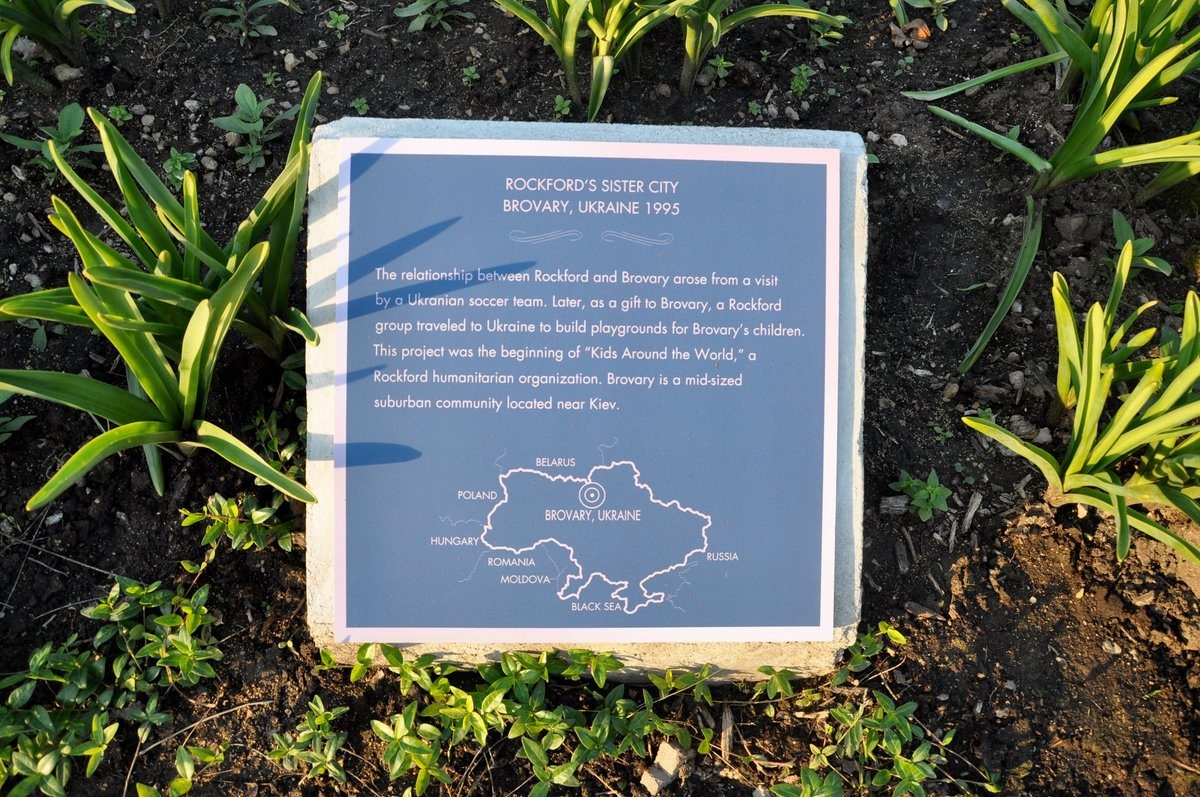 ROCKFORD'S SISTER CITY
BROVARY, UKRAINE 1995
The relationship between Rockford and Brovary arose from a visit
by a Ukranian soccer team. Later, as a gift to Brovary, a Rockford
group traveled to Ukraine to build playgrounds for Brovary's children.
This project was the beginning of "Kids Around the World," a
Rockford humanitarian organization. Brovary is a mid-sized
suburban community located near Kiev.
BELARUS
POLAND
BROVARY, UKRAINE
HUNGARY
RUSSIA
ROMANIA
MOLDOVA
BLACK SEA